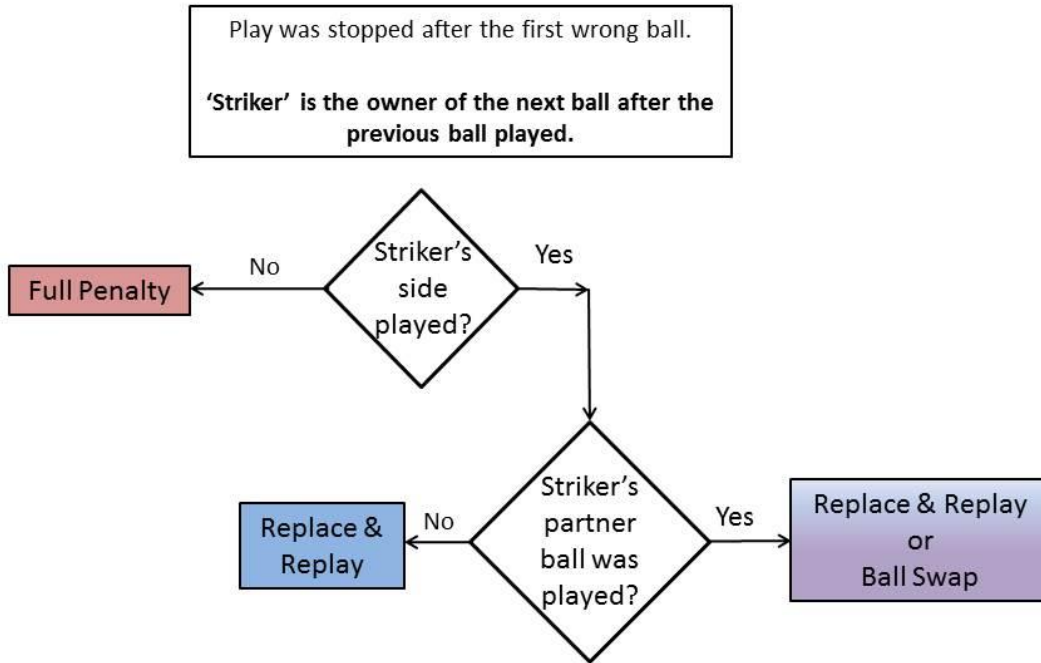 Play was stopped after the first wrong ball.
‘Striker’ is the owner of the next ball after the
previous ball played.
Striker’s
side
played?
No
Yes
Full Penalty
Striker’s
partner
ball was
played?
No
Yes
Replace &
Replay
Replace & Replay
or
Ball Swap